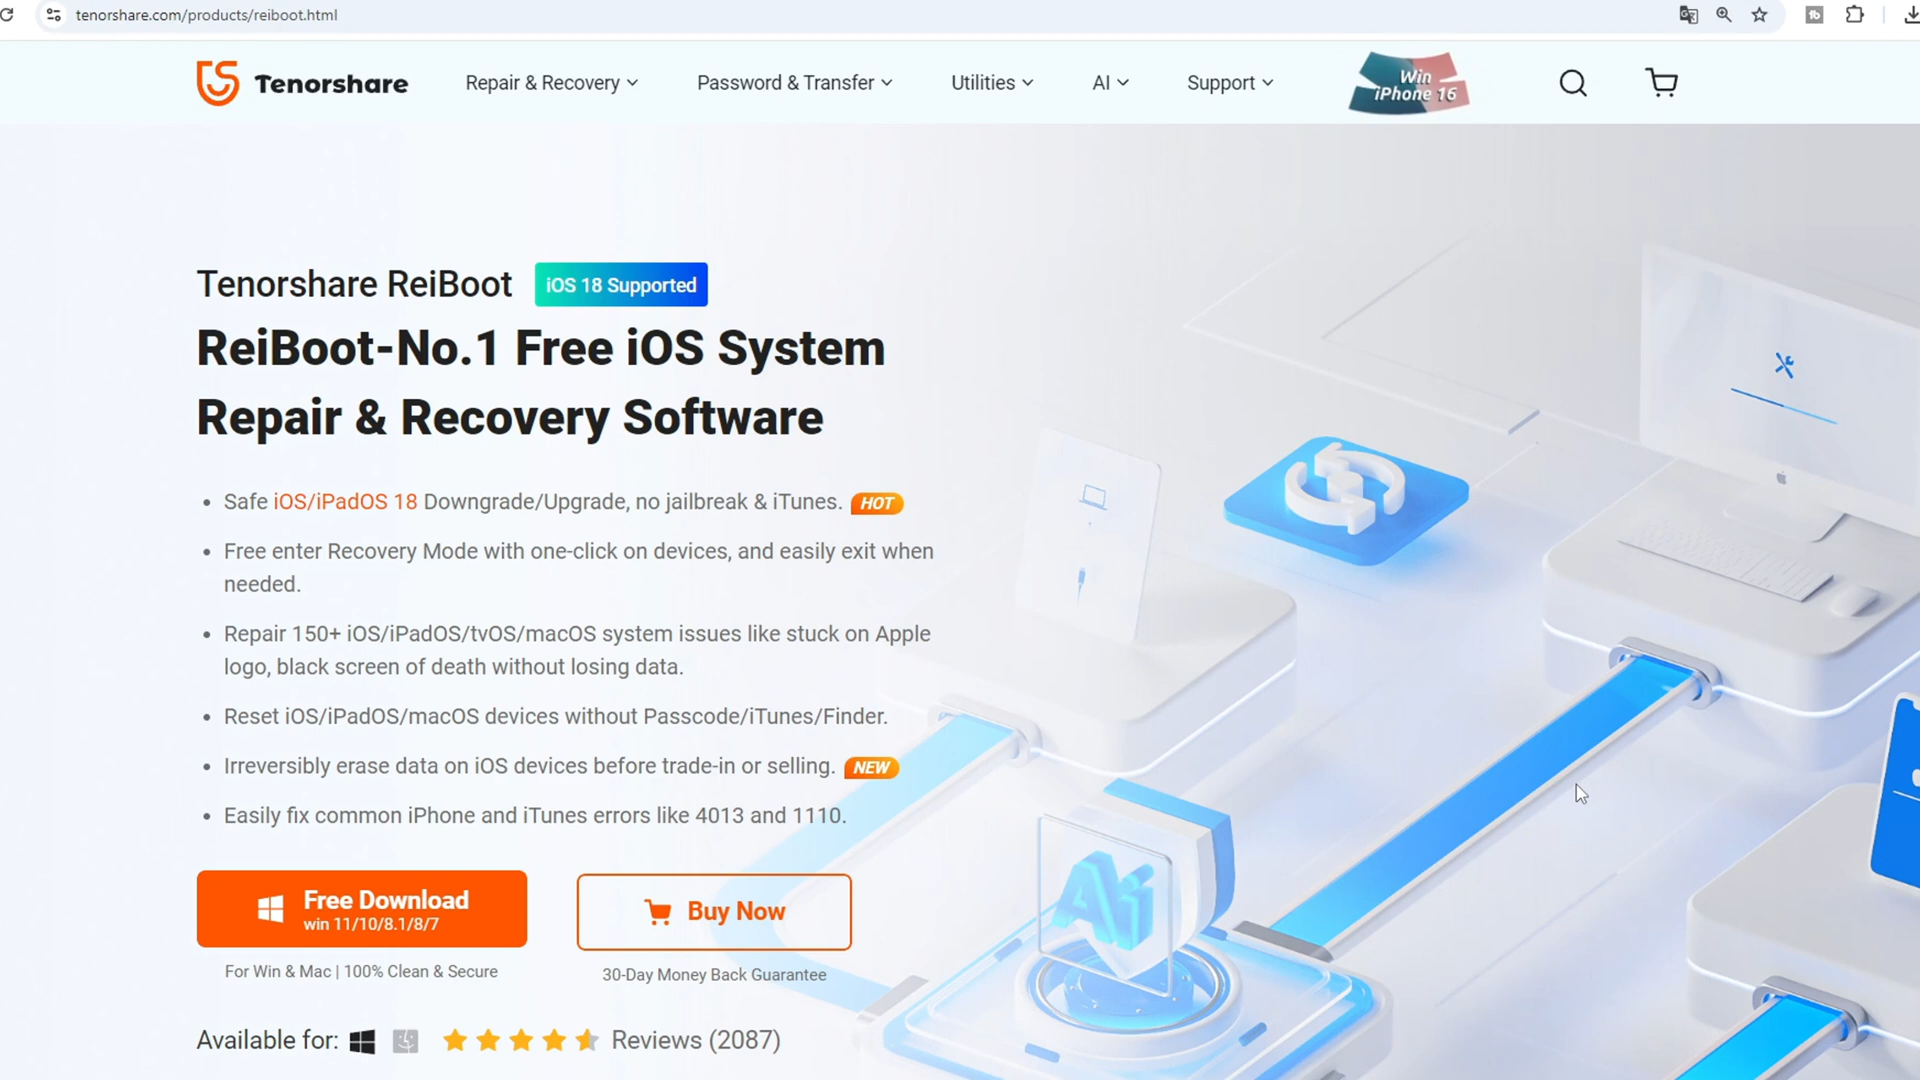 tenorshare.com/products/reiboot.html
Tenorshare
Repair & Recovery
Password & Transfer
Utilities
AI
Support
Win
iPhone 16
Tenorshare ReiBoot
iOS 18 Supported
ReiBoot-No.1 Free iOS System
Repair & Recovery Software
Safe iOS/iPadOS 18 Downgrade/Upgrade, no jailbreak & iTunes. HOT
Free enter Recovery Mode with one-click on devices, and easily exit when
needed.
Repair 150+ iOS/iPadOS/tvOS/macOS system issues like stuck on Apple
logo, black screen of death without losing data.
Reset iOS/iPadOS/macOS devices without Passcode/iTunes/Finder.
Irreversibly erase data on iOS devices before trade-in or selling. NEW
Easily fix common iPhone and iTunes errors like 4013 and 1110.
Free Download
win 11/10/8.1/8/7
Buy Now
For Win & Mac | 100% Clean & Secure
30-Day Money Back Guarantee
Available for:
Reviews (2087)
Ai